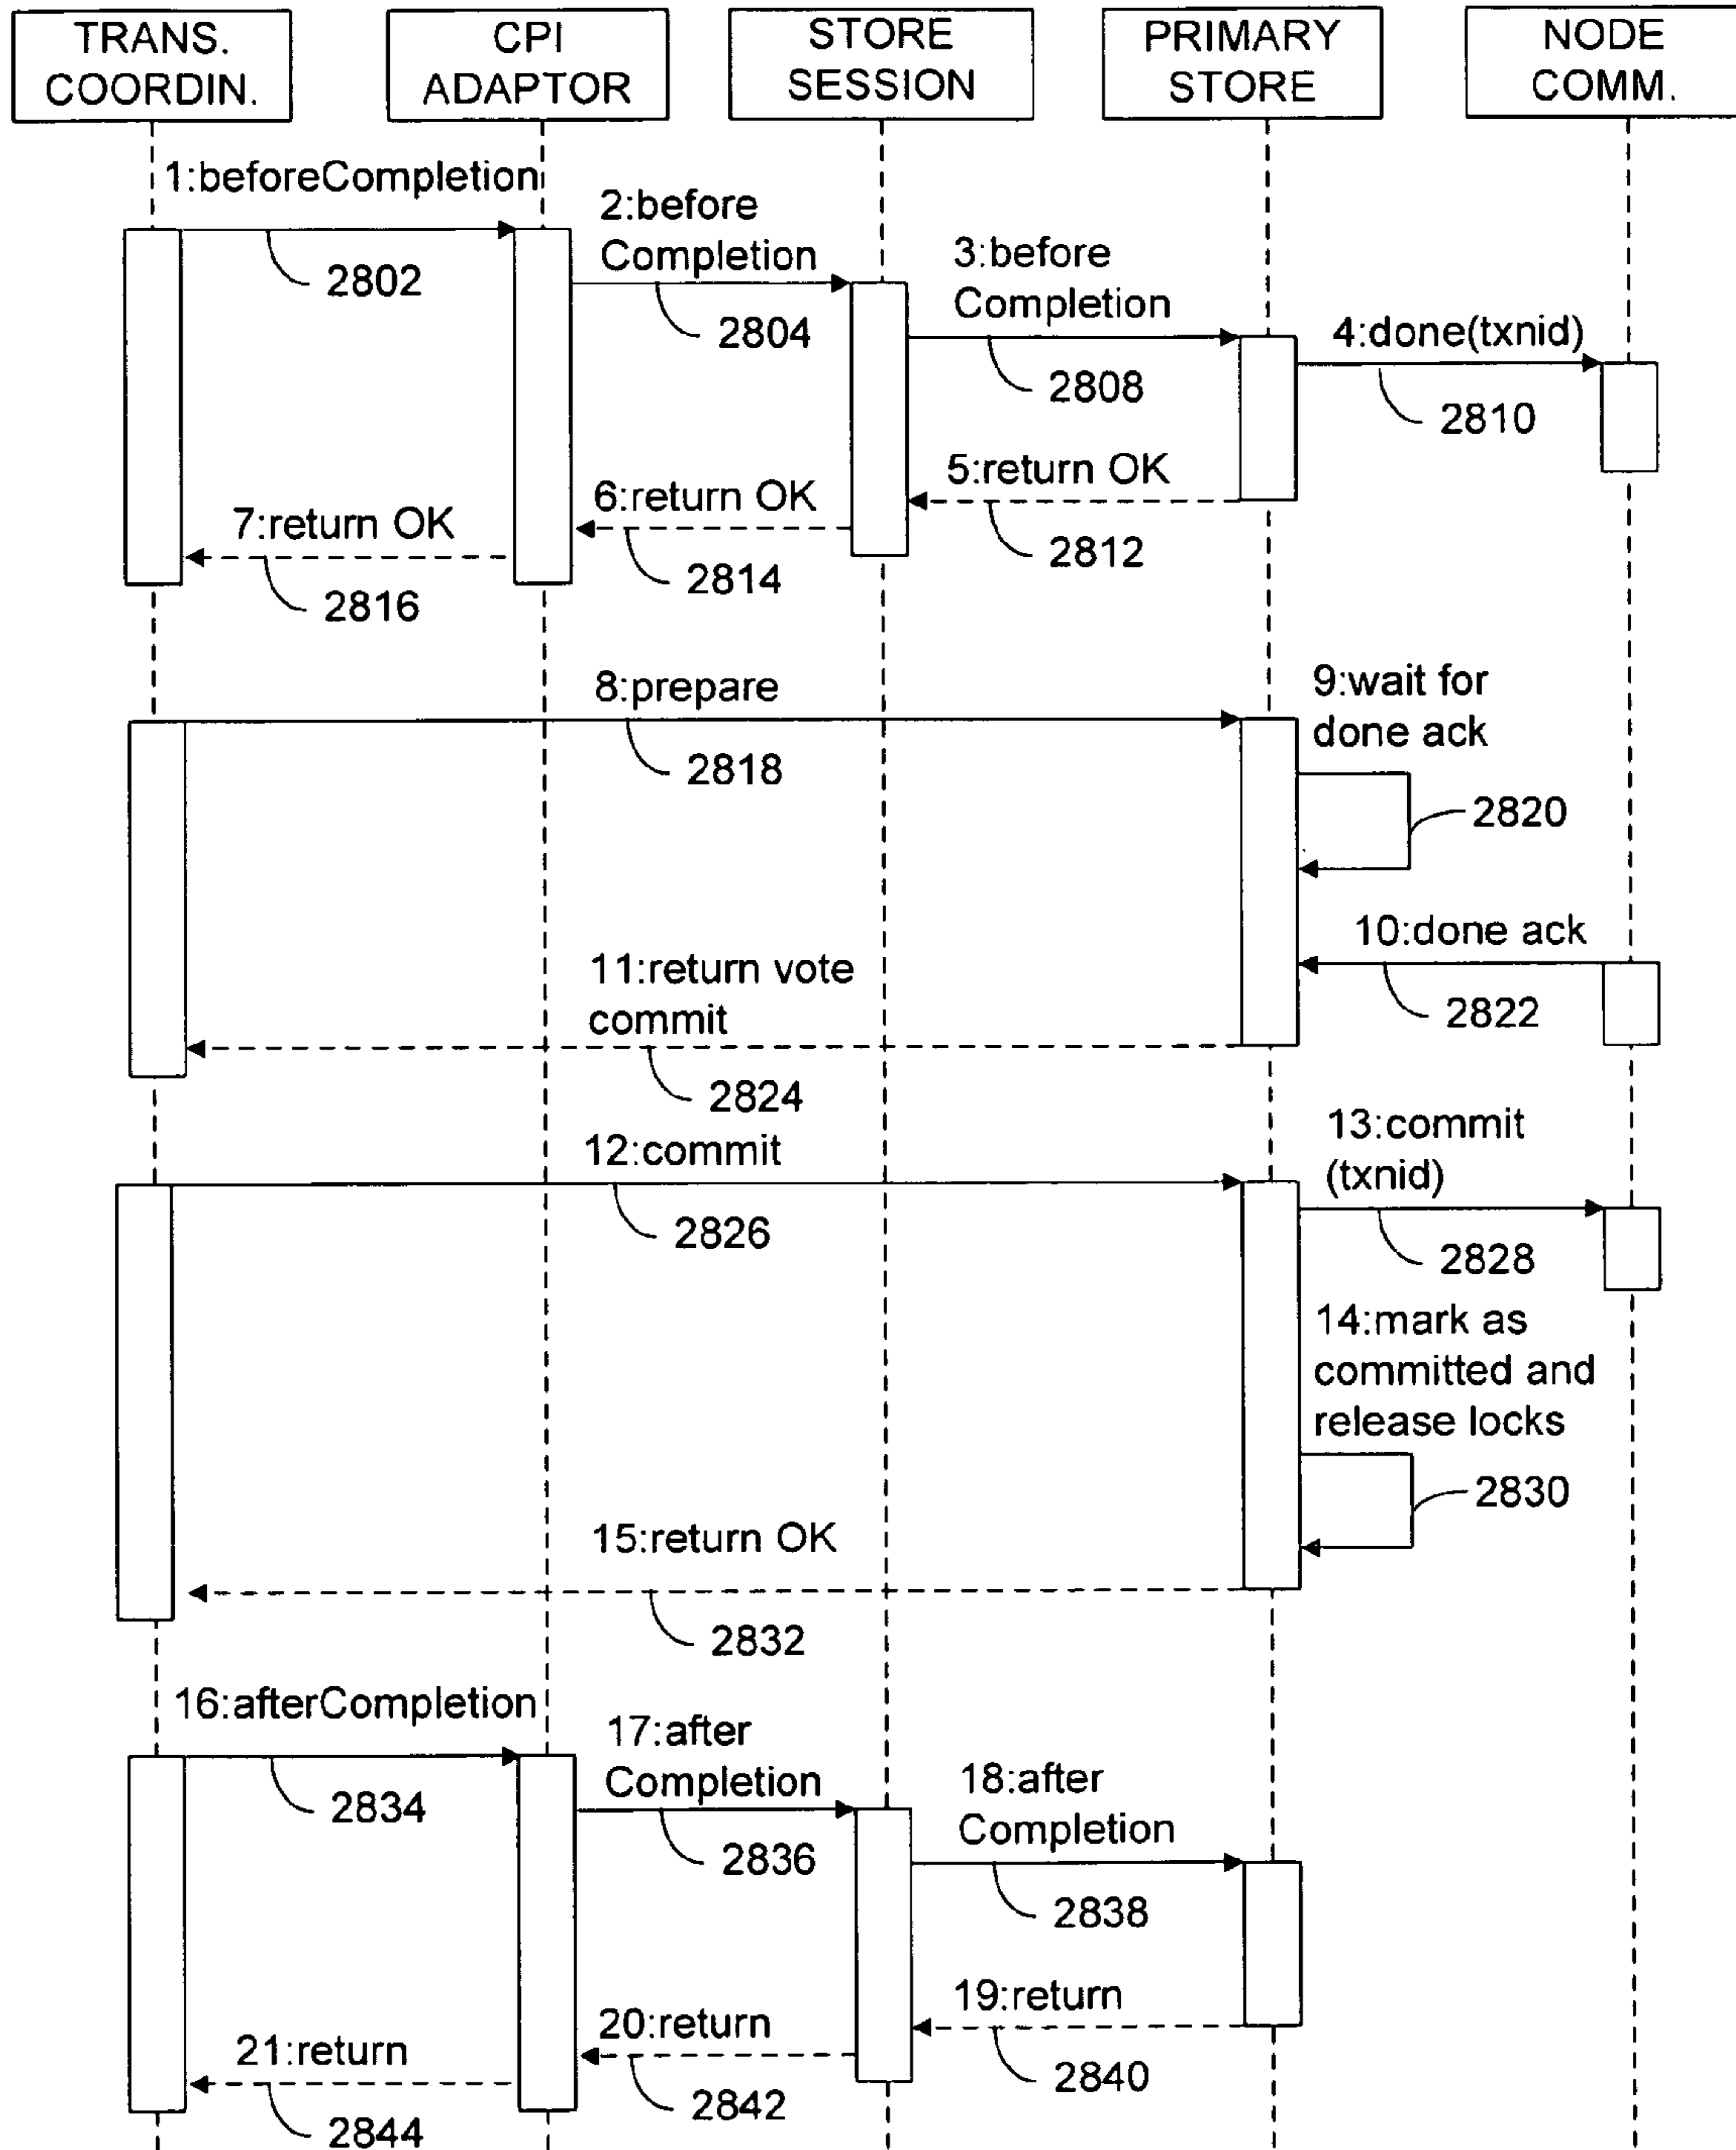 TRANS.
COORDIN.
CPI
ADAPTOR
STORE
SESSION
PRIMARY
STORE
NODE
COMM.
1:beforeCompletion
2802
2:before
Completion
2804
3:before
Completion
2808
4:done(txnid)
2810
5:return OK
2812
6:return OK
2814
7:return OK
2816
8:prepare
2818
9:wait for
done ack
2820
10:done ack
2822
11:return vote
commit
2824
12:commit
2826
13:commit
(txnid)
2828
14:mark as
committed and
release locks
2830
15:return OK
2832
16:afterCompletion
2834
17:after
Completion
2836
18:after
Completion
2838
19:return
2840
20:return
2842
21:return
2844